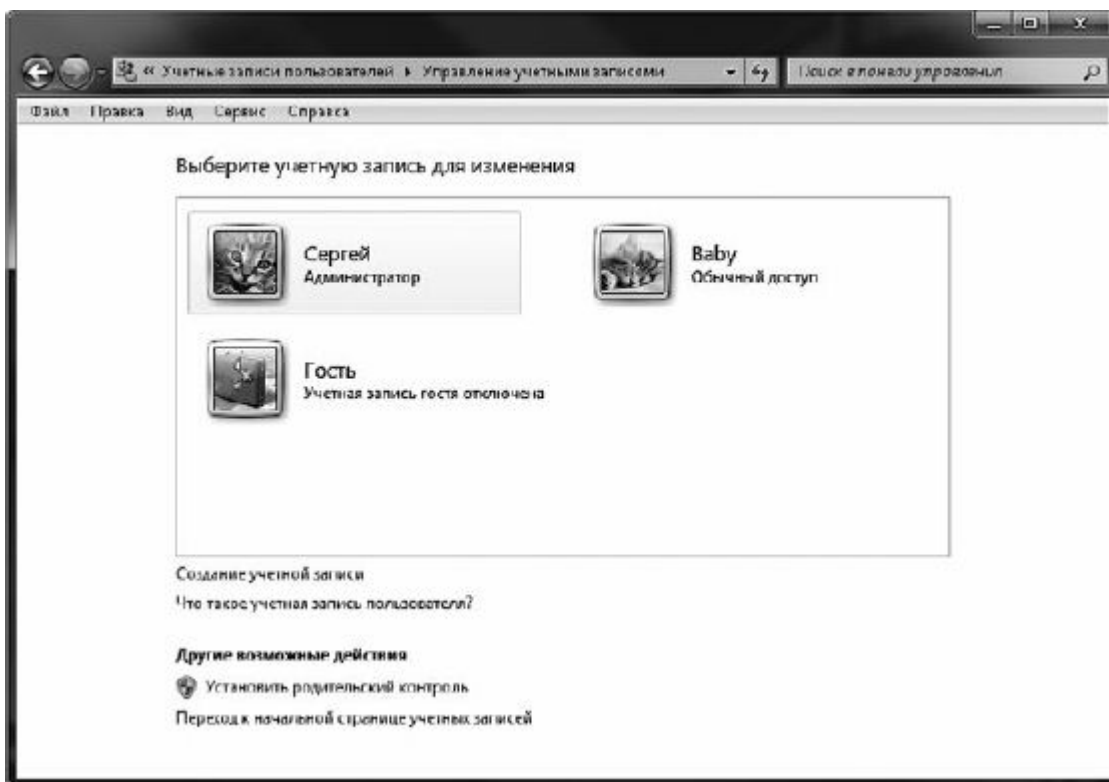 « Учетные записи пользователей ▸ Управление учетными записями
Поиск в панели управления
Файл Правка Вид Сервис Справка
Выберите учетную запись для изменения
Сергей
Администратор
Baby
Обычный доступ
Гость
Учетная запись гостя отключена
Создание учетной записи
Что такое учетная запись пользователя?
Другие возможные действия
Установить родительский контроль
Переход к начальной странице учетных записей